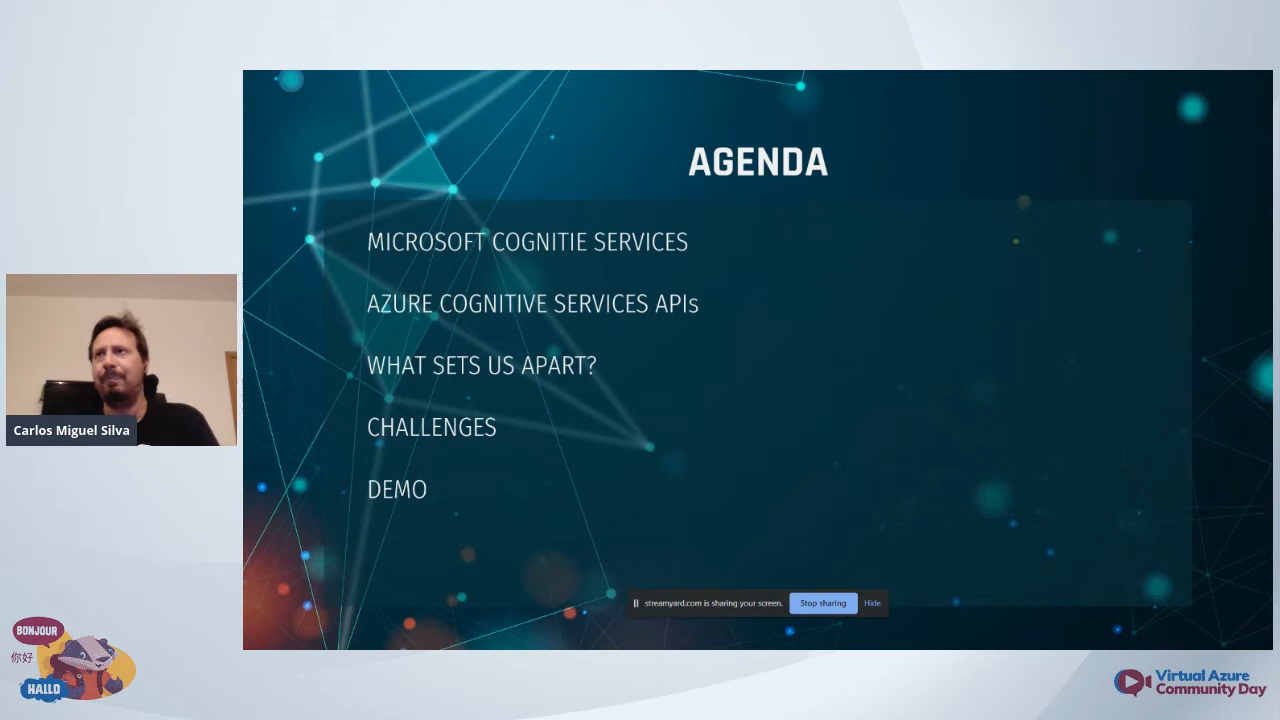 AGENDA
MICROSOFT COGNITIE SERVICES
AZURE COGNITIVE SERVICES APIs
WHAT SETS US APART?
CHALLENGES
DEMO
streamyard.com is sharing your screen. Stop sharing Hide
Carlos Miguel Silva
BONJOUR
你好
HALLO
Virtual Azure
Community Day